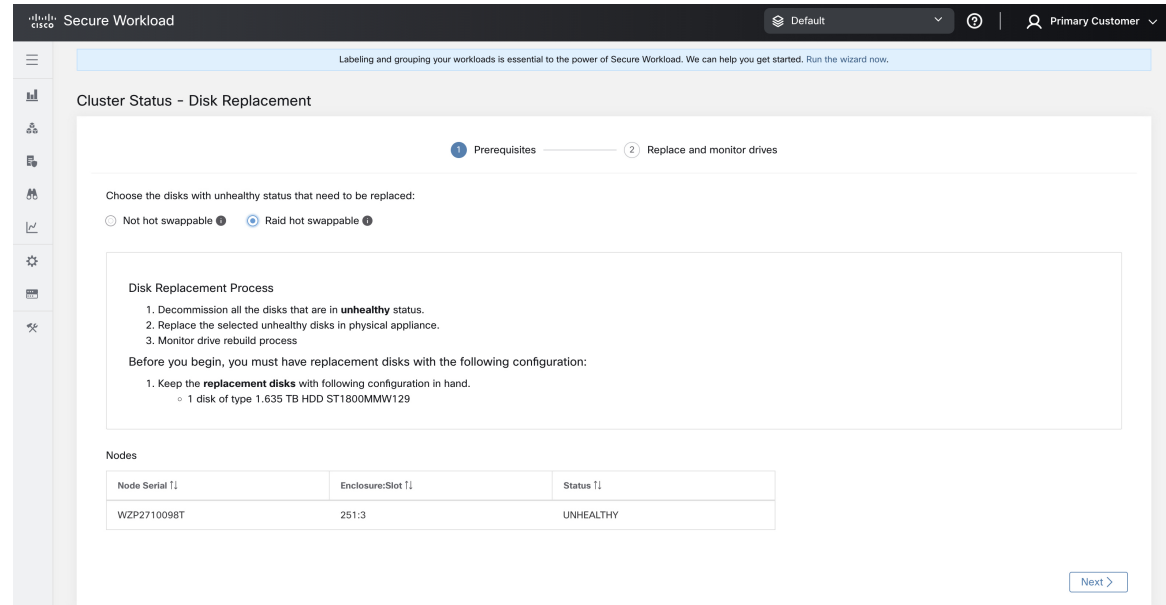 CISCO Secure Workload
Default
Primary Customer
Labeling and grouping your workloads is essential to the power of Secure Workload. We can help you get started. Run the wizard now.
Cluster Status - Disk Replacement
1 Prerequisites
2 Replace and monitor drives
Choose the disks with unhealthy status that need to be replaced:
Not hot swappable
Raid hot swappable
Disk Replacement Process
1. Decommission all the disks that are in unhealthy status.
2. Replace the selected unhealthy disks in physical appliance.
3. Monitor drive rebuild process
Before you begin, you must have replacement disks with the following configuration:
1. Keep the replacement disks with following configuration in hand.
1 disk of type 1.635 TB HDD ST1800MMW129
Nodes
Node Serial Enclosure:Slot Status
WZP2710098T 251:3 UNHEALTHY
Next